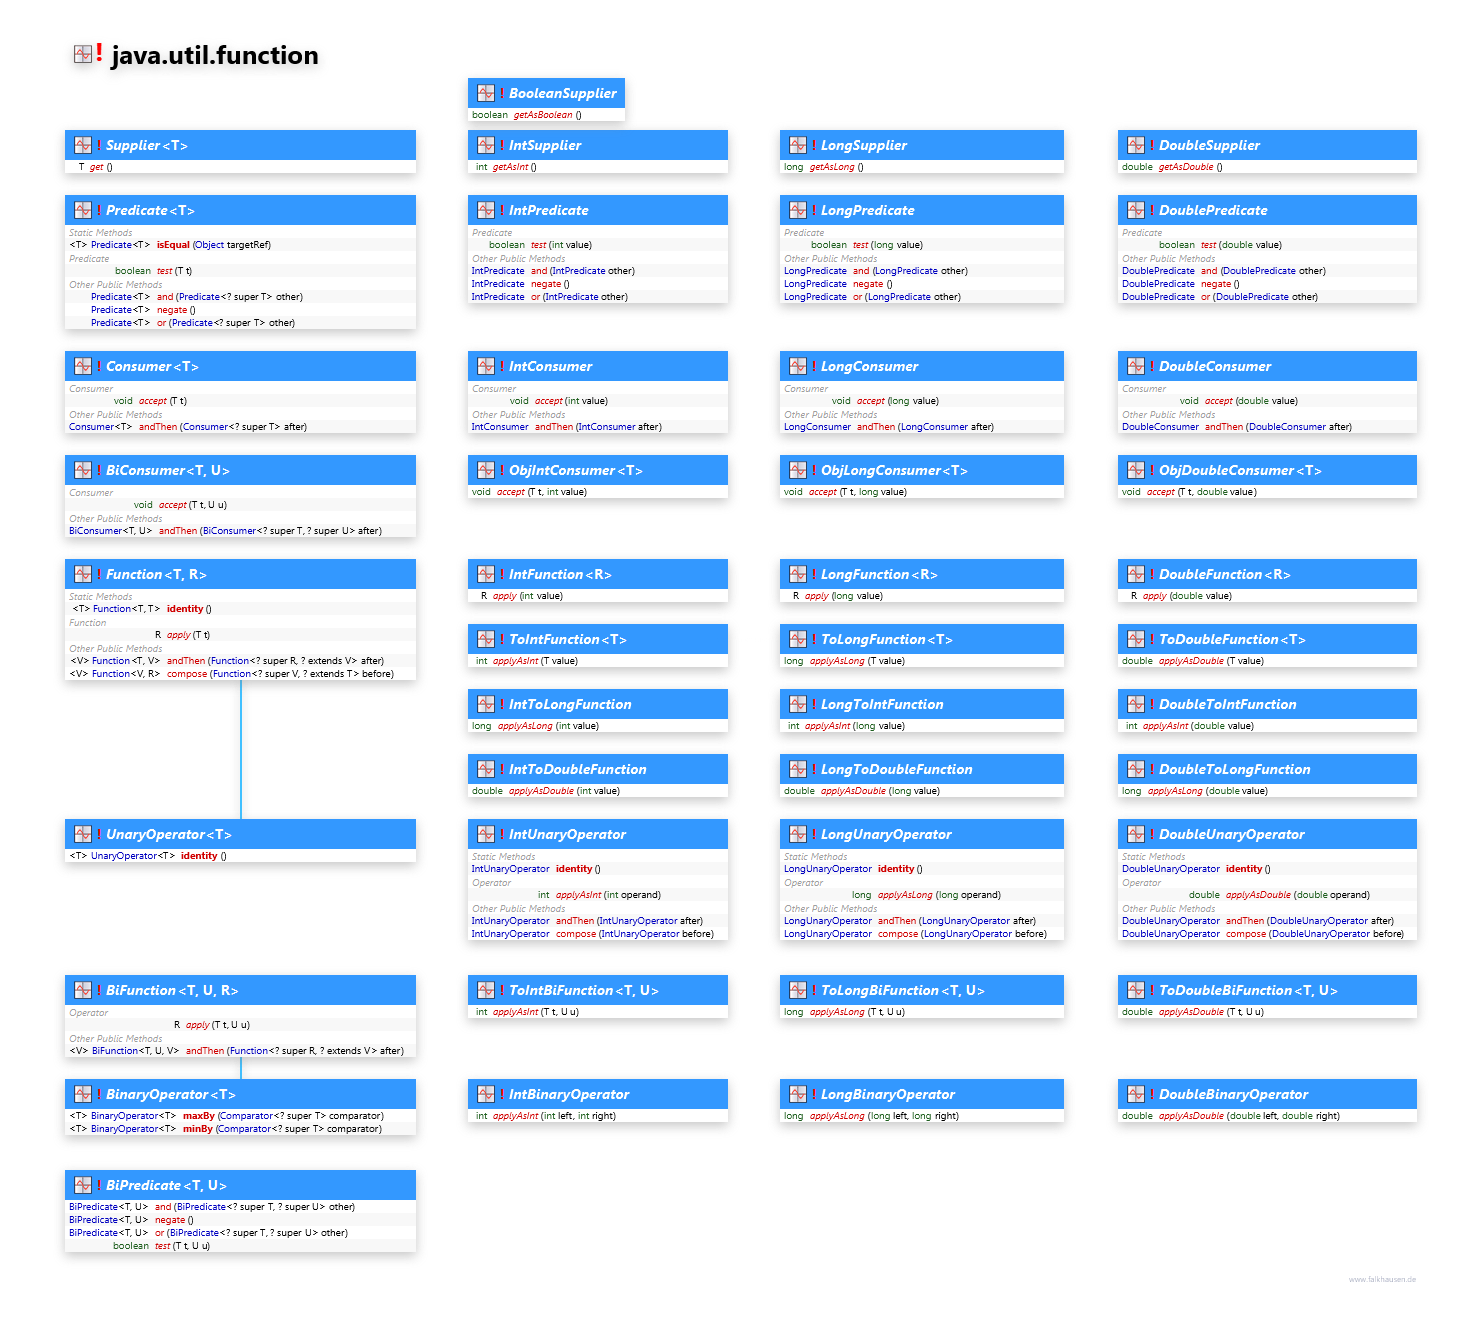 ! java.util.function
! BooleanSupplier
boolean getAsBoolean ()
! Supplier <T>
T get ()
! IntSupplier
int getAsInt ()
! LongSupplier
long getAsLong ()
! DoubleSupplier
double getAsDouble ()
! Predicate <T>
Static Methods
<T> Predicate<T> isEqual (Object targetRef)
Predicate
boolean test (T t)
Other Public Methods
Predicate<T> and (Predicate<? super T> other)
Predicate<T> negate ()
Predicate<T> or (Predicate<? super T> other)
! IntPredicate
Predicate
boolean test (int value)
Other Public Methods
IntPredicate and (IntPredicate other)
IntPredicate negate ()
IntPredicate or (IntPredicate other)
! LongPredicate
Predicate
boolean test (long value)
Other Public Methods
LongPredicate and (LongPredicate other)
LongPredicate negate ()
LongPredicate or (LongPredicate other)
! DoublePredicate
Predicate
boolean test (double value)
Other Public Methods
DoublePredicate and (DoublePredicate other)
DoublePredicate negate ()
DoublePredicate or (DoublePredicate other)
! Consumer <T>
Consumer
void accept (T t)
Other Public Methods
Consumer<T> andThen (Consumer<? super T> after)
! IntConsumer
Consumer
void accept (int value)
Other Public Methods
IntConsumer andThen (IntConsumer after)
! LongConsumer
Consumer
void accept (long value)
Other Public Methods
LongConsumer andThen (LongConsumer after)
! DoubleConsumer
Consumer
void accept (double value)
Other Public Methods
DoubleConsumer andThen (DoubleConsumer after)
! BiConsumer <T, U>
Consumer
void accept (T t, U u)
Other Public Methods
BiConsumer<T, U> andThen (BiConsumer<? super T, ? super U> after)
! ObjIntConsumer <T>
void accept (T t, int value)
! ObjLongConsumer <T>
void accept (T t, long value)
! ObjDoubleConsumer <T>
void accept (T t, double value)
! Function <T, R>
Static Methods
<T> Function<T, T> identity ()
Function
R apply (T t)
Other Public Methods
<V> Function<T, V> andThen (Function<? super R, ? extends V> after)
<V> Function<V, R> compose (Function<? super V, ? extends T> before)
! IntFunction <R>
R apply (int value)
! LongFunction <R>
R apply (long value)
! DoubleFunction <R>
R apply (double value)
! ToIntFunction <T>
int applyAsInt (T value)
! ToLongFunction <T>
long applyAsLong (T value)
! ToDoubleFunction <T>
double applyAsDouble (T value)
! IntToLongFunction
long applyAsLong (int value)
! LongToIntFunction
int applyAsInt (long value)
! DoubleToIntFunction
int applyAsInt (double value)
! IntToDoubleFunction
double applyAsDouble (int value)
! LongToDoubleFunction
double applyAsDouble (long value)
! DoubleToLongFunction
long applyAsLong (double value)
! UnaryOperator <T>
<T> UnaryOperator<T> identity ()
! IntUnaryOperator
Static Methods
IntUnaryOperator identity ()
Operator
int applyAsInt (int operand)
Other Public Methods
IntUnaryOperator andThen (IntUnaryOperator after)
IntUnaryOperator compose (IntUnaryOperator before)
! LongUnaryOperator
Static Methods
LongUnaryOperator identity ()
Operator
long applyAsLong (long operand)
Other Public Methods
LongUnaryOperator andThen (LongUnaryOperator after)
LongUnaryOperator compose (LongUnaryOperator before)
! DoubleUnaryOperator
Static Methods
DoubleUnaryOperator identity ()
Operator
double applyAsDouble (double operand)
Other Public Methods
DoubleUnaryOperator andThen (DoubleUnaryOperator after)
DoubleUnaryOperator compose (DoubleUnaryOperator before)
! BiFunction <T, U, R>
Operator
R apply (T t, U u)
Other Public Methods
<V> BiFunction<T, U, V> andThen (Function<? super R, ? extends V> after)
! ToIntBiFunction <T, U>
int applyAsInt (T t, U u)
! ToLongBiFunction <T, U>
long applyAsLong (T t, U u)
! ToDoubleBiFunction <T, U>
double applyAsDouble (T t, U u)
! BinaryOperator <T>
<T> BinaryOperator<T> maxBy (Comparator<? super T> comparator)
<T> BinaryOperator<T> minBy (Comparator<? super T> comparator)
! IntBinaryOperator
int applyAsInt (int left, int right)
! LongBinaryOperator
long applyAsLong (long left, long right)
! DoubleBinaryOperator
double applyAsDouble (double left, double right)
! BiPredicate <T, U>
BiPredicate<T, U> and (BiPredicate<? super T, ? super U> other)
BiPredicate<T, U> negate ()
BiPredicate<T, U> or (BiPredicate<? super T, ? super U> other)
boolean test (T t, U u)
www.falkhausen.de